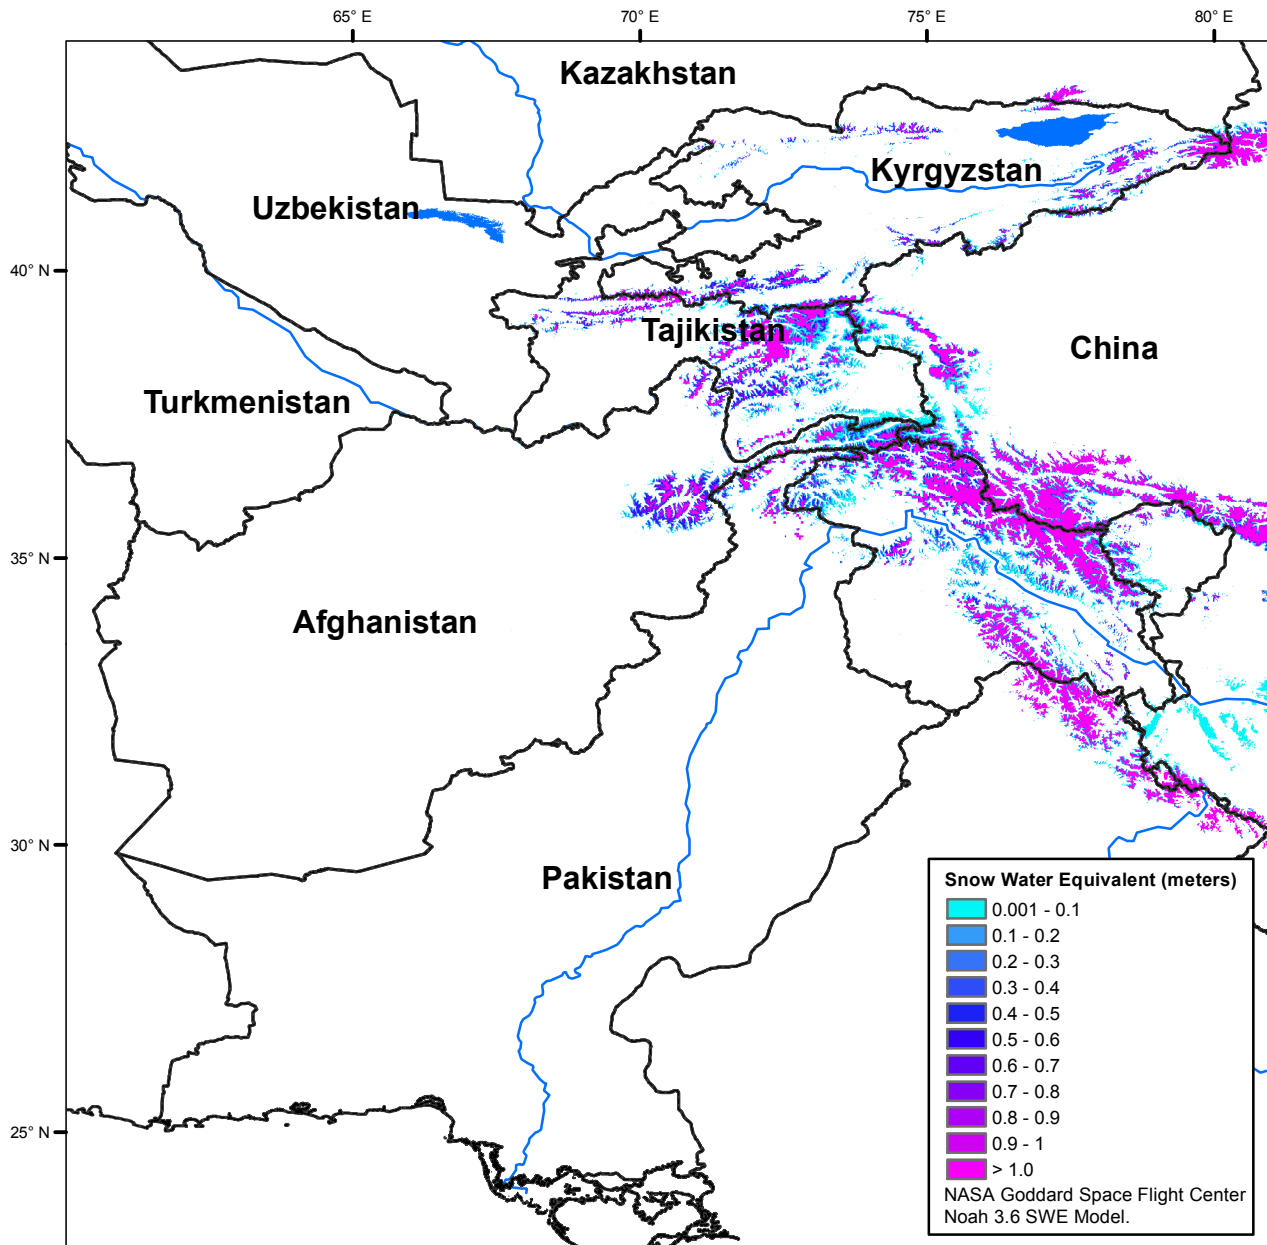 65° E
70° E
75° E
80° E
Kazakhstan
Kyrgyzstan
Uzbekistan
40° N
Tajikistan
China
Turkmenistan
35° N
Afghanistan
30° N
Pakistan
25° N
Snow Water Equivalent (meters)
0.001 - 0.1
0.1 - 0.2
0.2 - 0.3
0.3 - 0.4
0.4 - 0.5
0.5 - 0.6
0.6 - 0.7
0.7 - 0.8
0.8 - 0.9
0.9 - 1
> 1.0
NASA Goddard Space Flight Center
Noah 3.6 SWE Model.